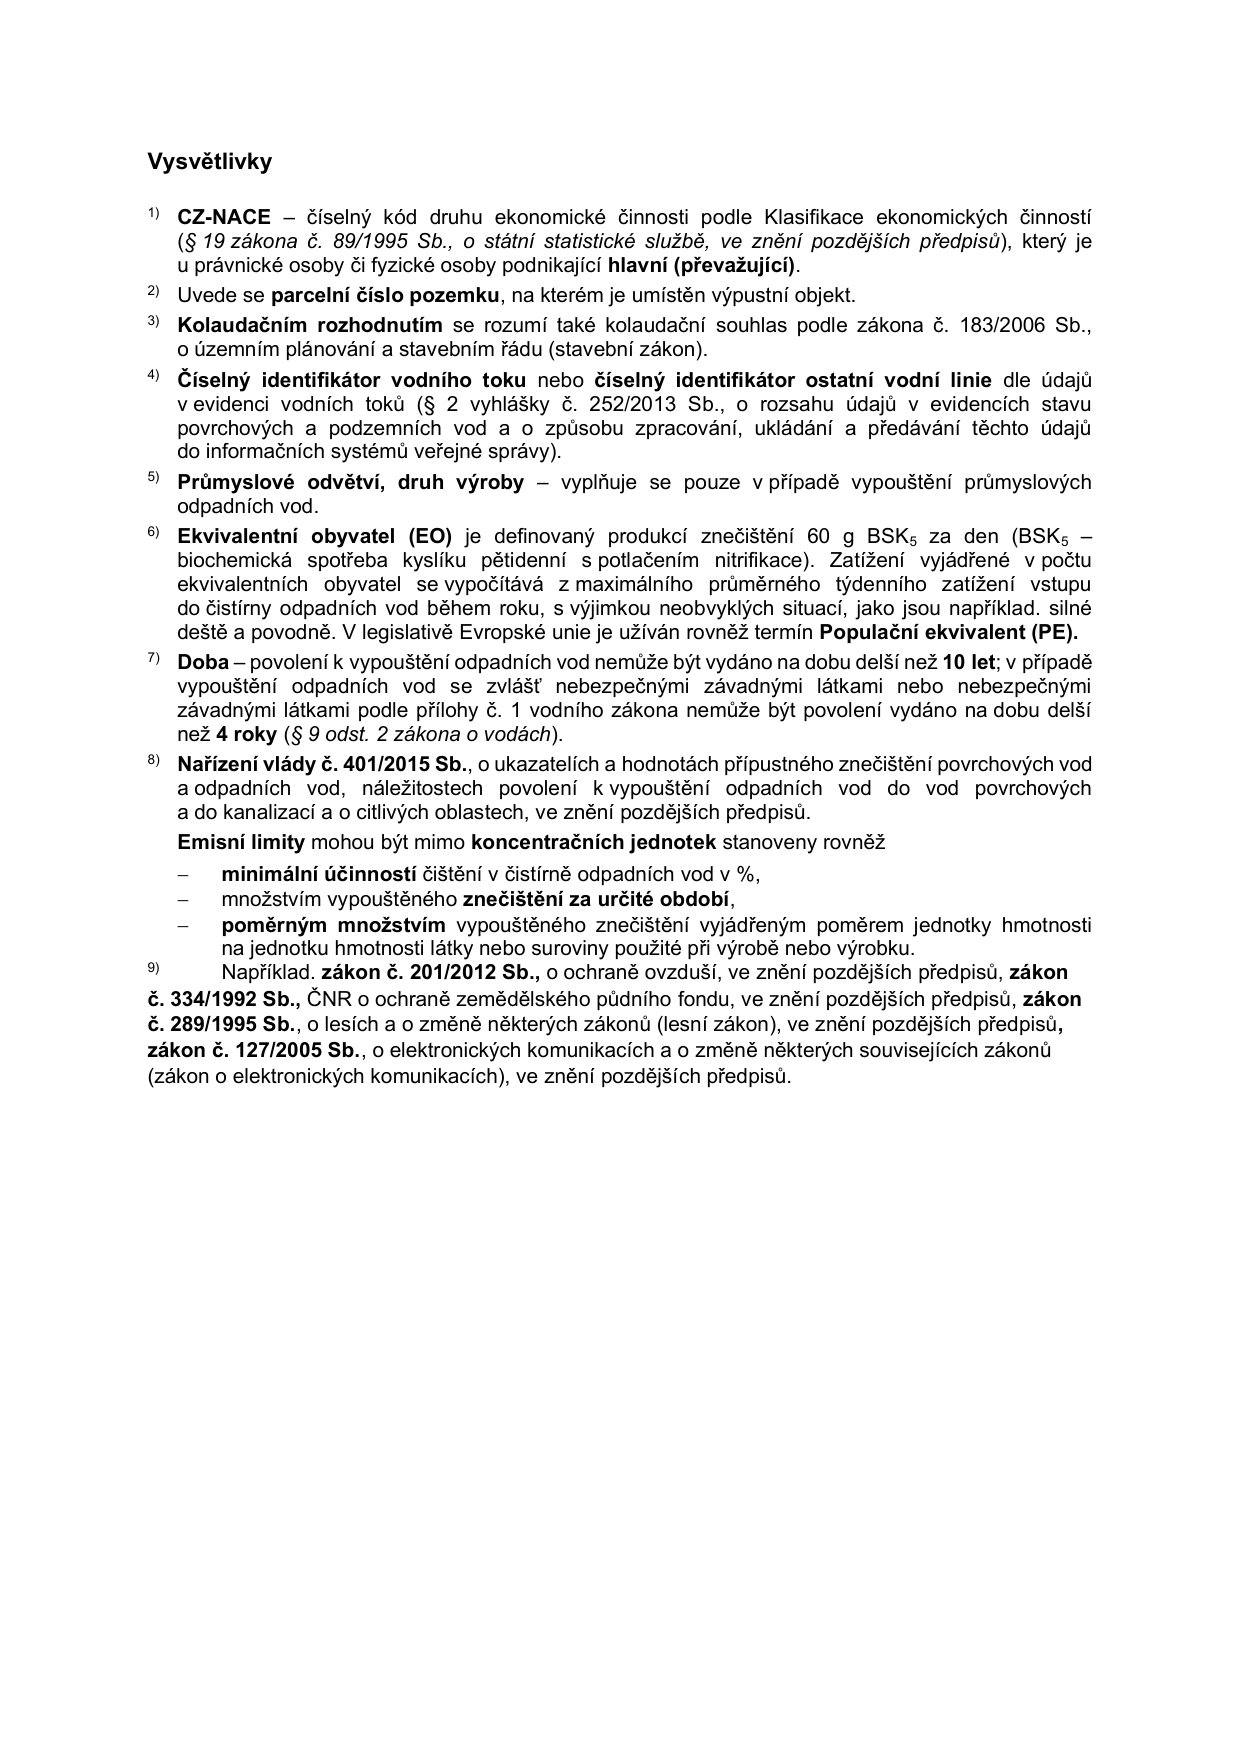 Vysvětlivky
1) CZ-NACE – číselný kód druhu ekonomické činnosti podle Klasifikace ekonomických činností
(§ 19 zákona č. 89/1995 Sb., o státní statistické službě, ve znění pozdějších předpisů), který je
u právnické osoby či fyzické osoby podnikající hlavní (převažující).
2) Uvede se parcelní číslo pozemku, na kterém je umístěn výpustní objekt.
3) Kolaudačním rozhodnutím se rozumí také kolaudační souhlas podle zákona č. 183/2006 Sb.,
o územním plánování a stavebním řádu (stavební zákon).
4) Číselný identifikátor vodního toku nebo číselný identifikátor ostatní vodní linie dle údajů
v evidenci vodních toků (§ 2 vyhlášky č. 252/2013 Sb., o rozsahu údajů v evidencích stavu
povrchových a podzemních vod a o způsobu zpracování, ukládání a předávání těchto údajů
do informačních systémů veřejné správy).
5) Průmyslové odvětví, druh výroby – vyplňuje se pouze v případě vypouštění průmyslových
odpadních vod.
6) Ekvivalentní obyvatel (EO) je definovaný produkcí znečištění 60 g BSK5 za den (BSK5 –
biochemická spotřeba kyslíku pětidenní s potlačením nitrifikace). Zatížení vyjádřené v počtu
ekvivalentních obyvatel se vypočítává z maximálního průměrného týdenního zatížení vstupu
do čistírny odpadních vod během roku, s výjimkou neobvyklých situací, jako jsou například. silné
deště a povodně. V legislativě Evropské unie je užíván rovněž termín Populační ekvivalent (PE).
7) Doba – povolení k vypouštění odpadních vod nemůže být vydáno na dobu delší než 10 let; v případě
vypouštění odpadních vod se zvlášť nebezpečnými závadnými látkami nebo nebezpečnými
závadnými látkami podle přílohy č. 1 vodního zákona nemůže být povolení vydáno na dobu delší
než 4 roky (§ 9 odst. 2 zákona o vodách).
8) Nařízení vlády č. 401/2015 Sb., o ukazatelích a hodnotách přípustného znečištění povrchových vod
a odpadních vod, náležitostech povolení k vypouštění odpadních vod do vod povrchových
a do kanalizací a o citlivých oblastech, ve znění pozdějších předpisů.
Emisní limity mohou být mimo koncentračních jednotek stanoveny rovněž
– minimální účinností čištění v čistírně odpadních vod v %,
– množstvím vypouštěného znečištění za určité období,
– poměrným množstvím vypouštěného znečištění vyjádřeným poměrem jednotky hmotnosti
na jednotku hmotnosti látky nebo suroviny použité při výrobě nebo výrobku.
9) Například. zákon č. 201/2012 Sb., o ochraně ovzduší, ve znění pozdějších předpisů, zákon
č. 334/1992 Sb., ČNR o ochraně zemědělského půdního fondu, ve znění pozdějších předpisů, zákon
č. 289/1995 Sb., o lesích a o změně některých zákonů (lesní zákon), ve znění pozdějších předpisů,
zákon č. 127/2005 Sb., o elektronických komunikacích a o změně některých souvisejících zákonů
(zákon o elektronických komunikacích), ve znění pozdějších předpisů.